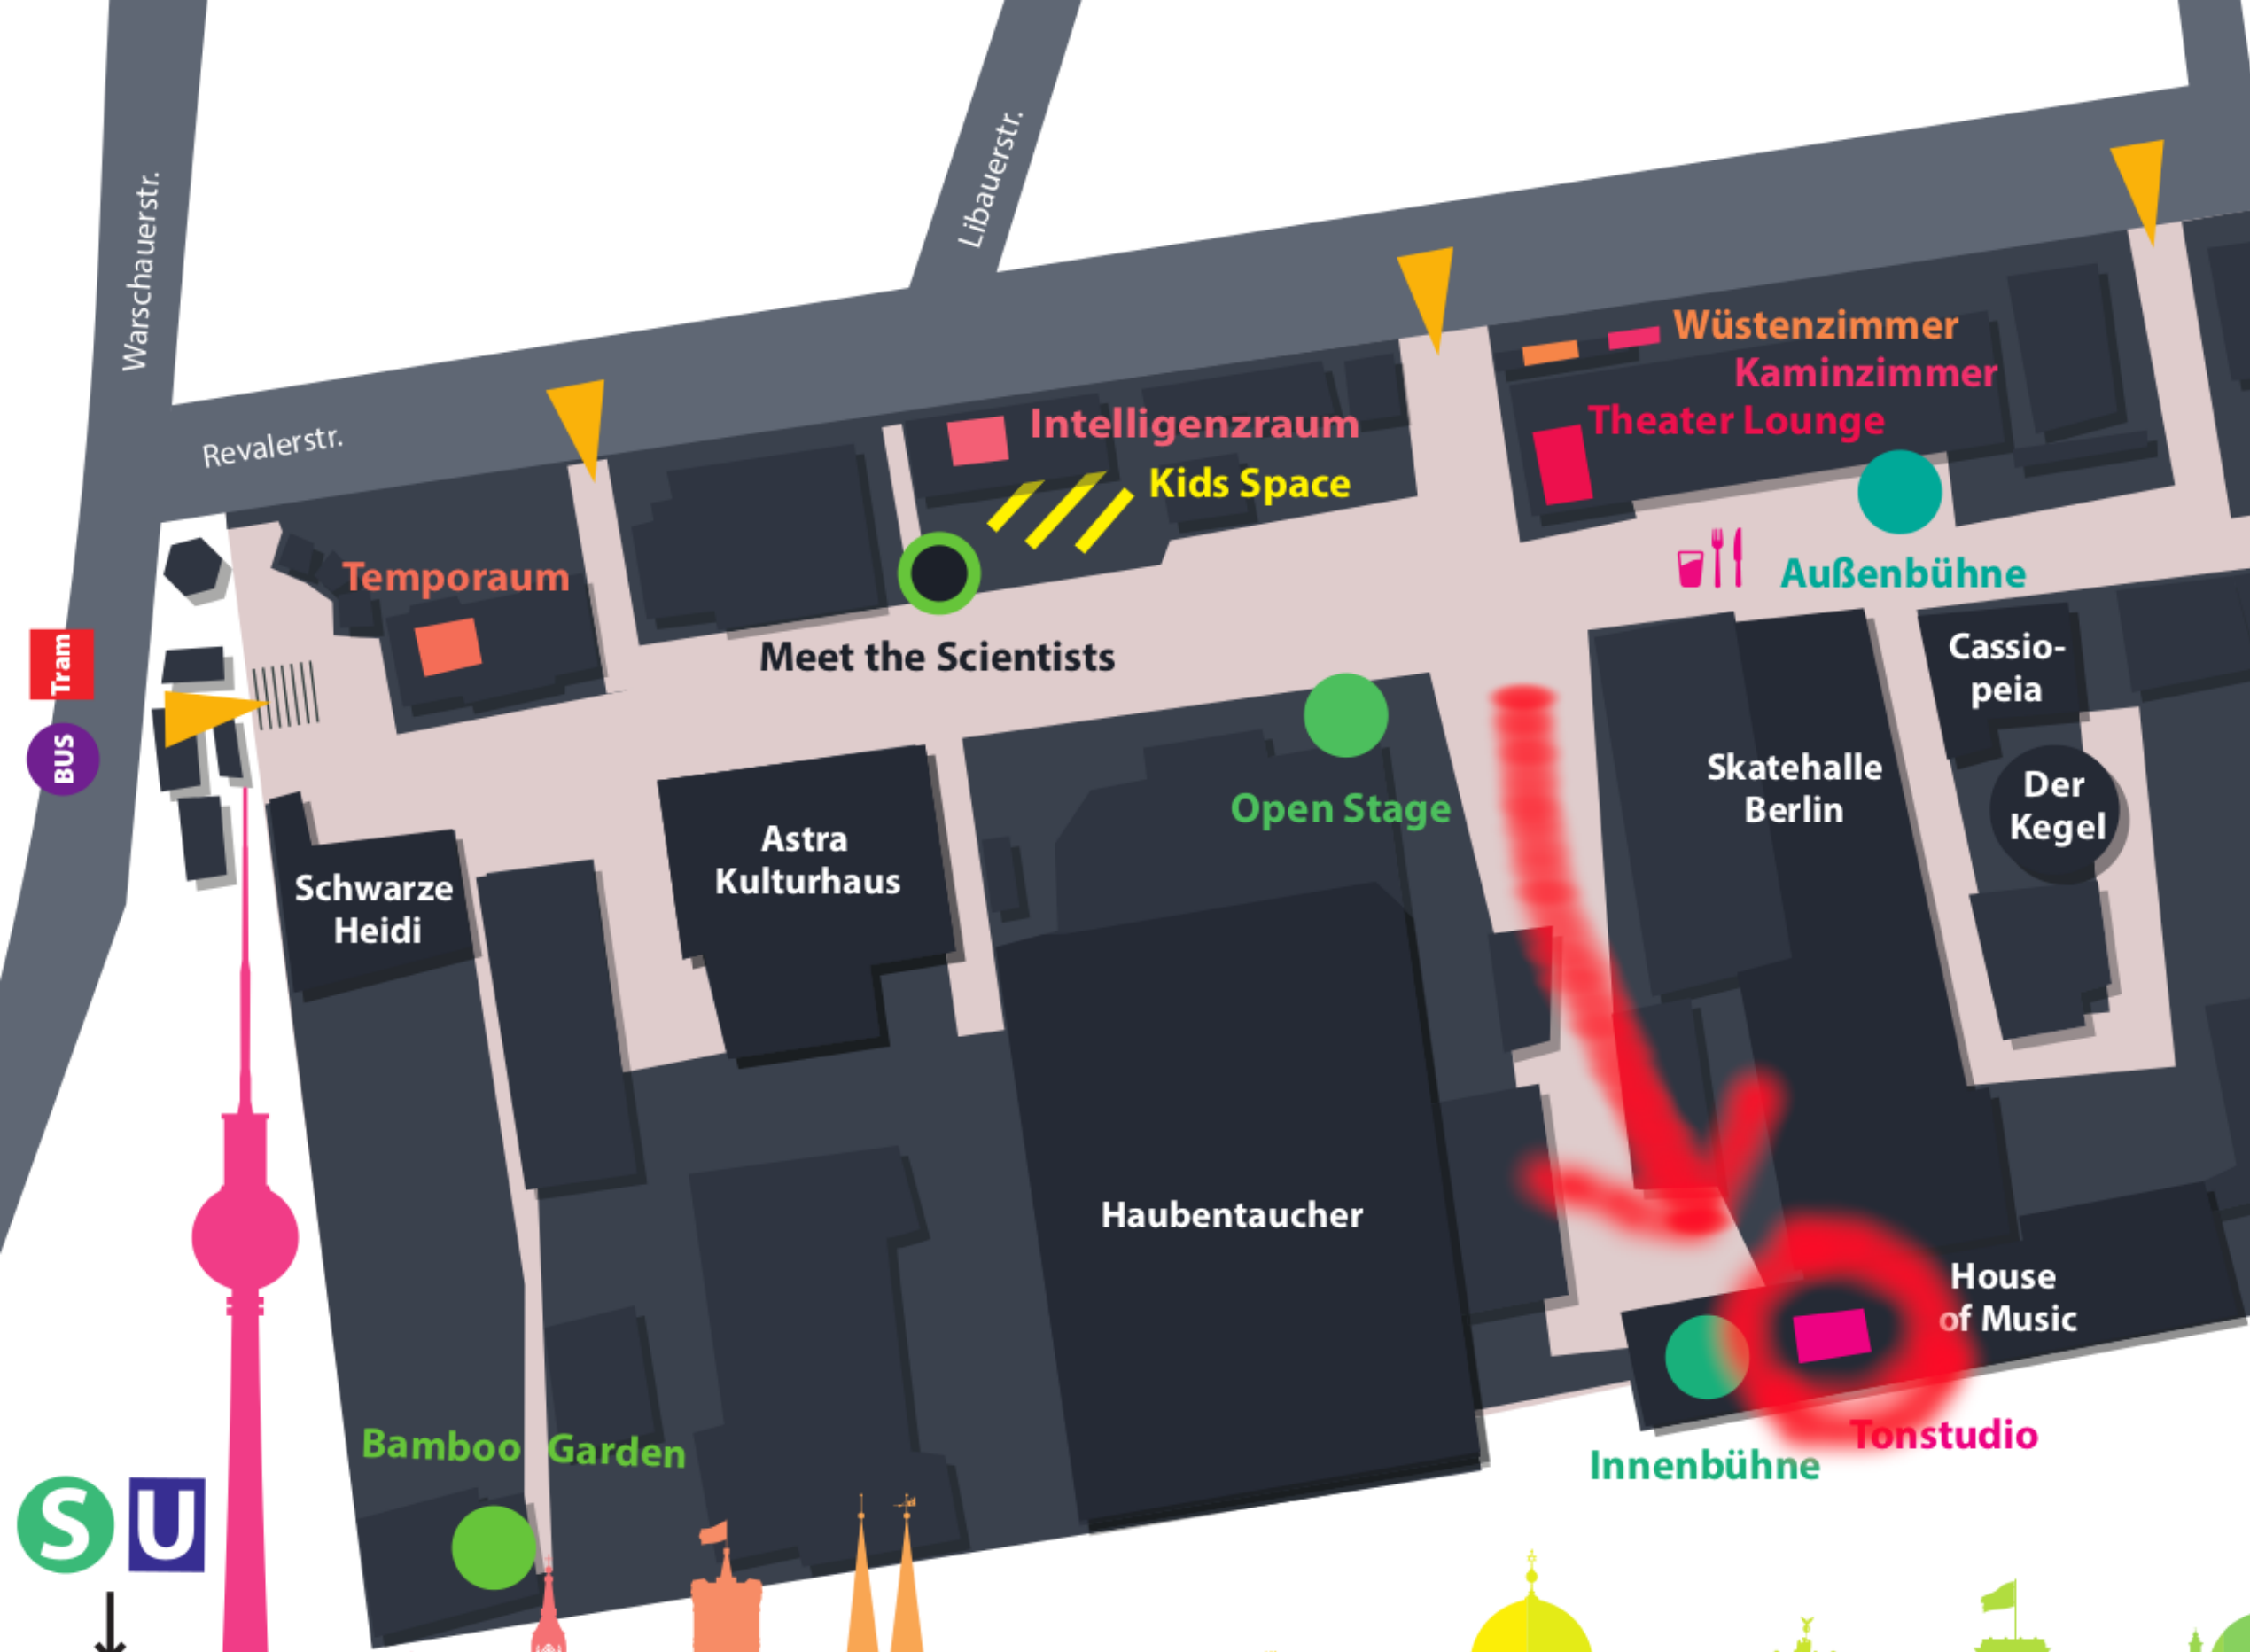 Warschauerstr.
Libauerstr.
Revalerstr.
Wüstenzimmer
Kaminzimmer
Theater Lounge
Intelligenzraum
Kids Space
Temporaum
Außenbühne
Meet the Scientists
Tram
BUS
Cassio-
peia
Skatehalle
Berlin
Der
Kegel
Open Stage
Astra
Kulturhaus
Schwarze
Heidi
Haubentaucher
House
of Music
Tonstudio
Innenbühne
Bamboo Garden
S
U